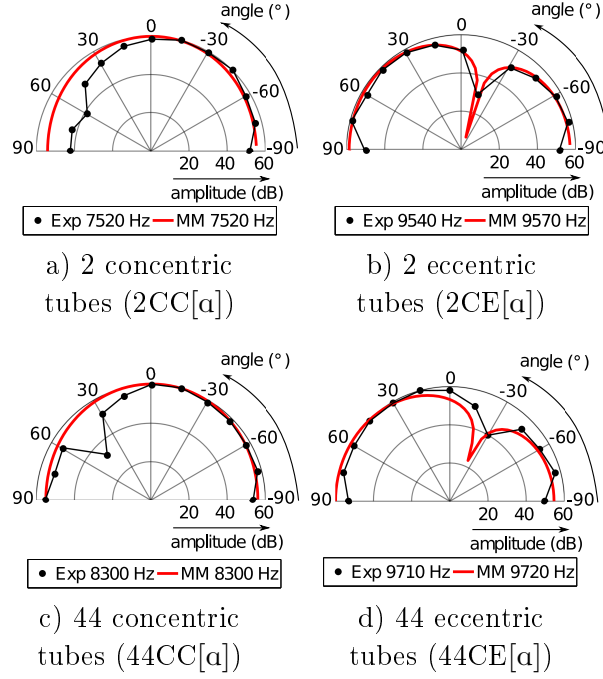 angle (°)
0
30
-30
60
-60
90
-90
20 40 60
amplitude (dB)
Exp 7520 Hz MM 7520 Hz
a) 2 concentric
tubes (2CC[ɑ])
angle (°)
0
30
-30
60
-60
90
-90
20 40 60
amplitude (dB)
Exp 9540 Hz MM 9570 Hz
b) 2 eccentric
tubes (2CE[ɑ])
angle (°)
0
30
-30
60
-60
90
-90
20 40 60
amplitude (dB)
Exp 8300 Hz MM 8300 Hz
c) 44 concentric
tubes (44CC[ɑ])
angle (°)
0
30
-30
60
-60
90
-90
20 40 60
amplitude (dB)
Exp 9710 Hz MM 9720 Hz
d) 44 eccentric
tubes (44CE[ɑ])